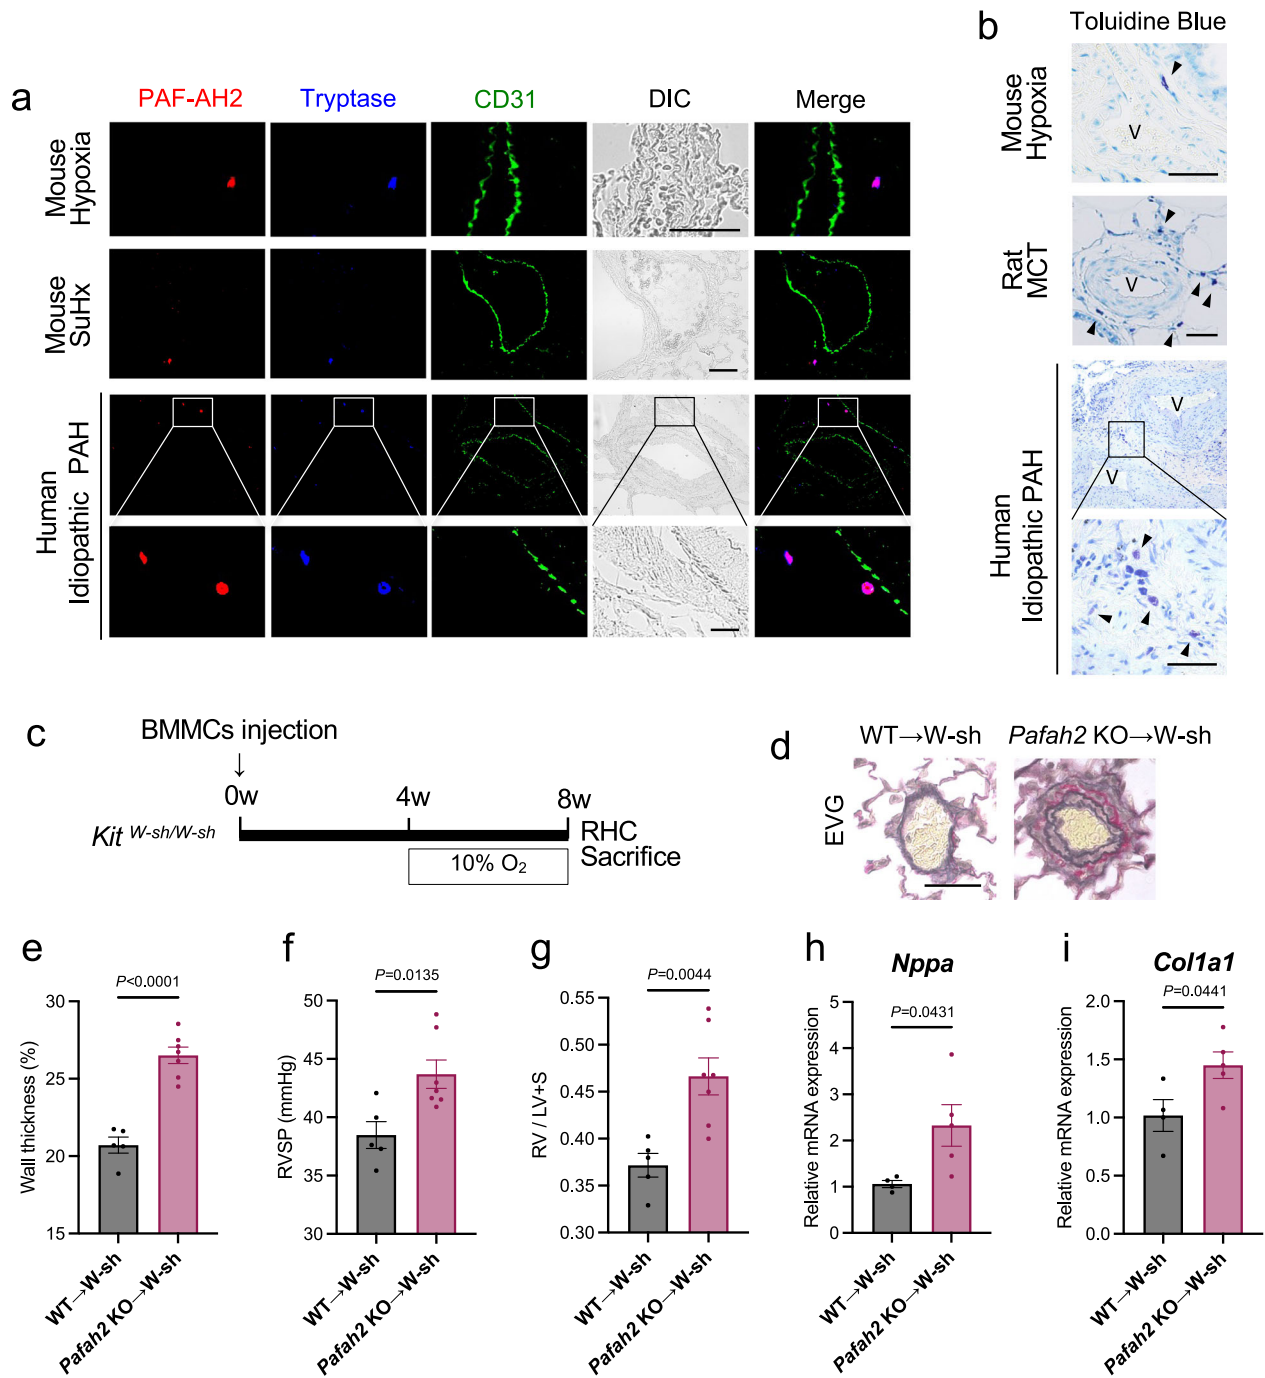 a
PAF-AH2
Tryptase
CD31
DIC
Merge
Mouse
Hypoxia
Mouse
SuHx
Human
Idiopathic PAH
b
Toluidine Blue
Mouse
Hypoxia
V
Rat
MCT
V
Human
Idiopathic PAH
V
V
c
BMMCs injection
↓
0w
4w
8w
Kit W-sh/W-sh
RHC
Sacrifice
10% O₂
d
WT→W-sh
Pafah2 KO→W-sh
EVG
e
P<0.0001
Wall thickness (%)
30
25
20
15
WT→W-sh
Pafah2 KO→W-sh
f
P=0.0135
RVSP (mmHg)
50
45
40
35
30
WT→W-sh
Pafah2 KO→W-sh
g
P=0.0044
RV / LV+S
0.55
0.50
0.45
0.40
0.35
0.30
WT→W-sh
Pafah2 KO→W-sh
h
Nppa
P=0.0431
Relative mRNA expression
5
4
3
2
1
0
WT→W-sh
Pafah2 KO→W-sh
i
Col1a1
P=0.0441
Relative mRNA expression
2.0
1.5
1.0
0.5
0.0
WT→W-sh
Pafah2 KO→W-sh